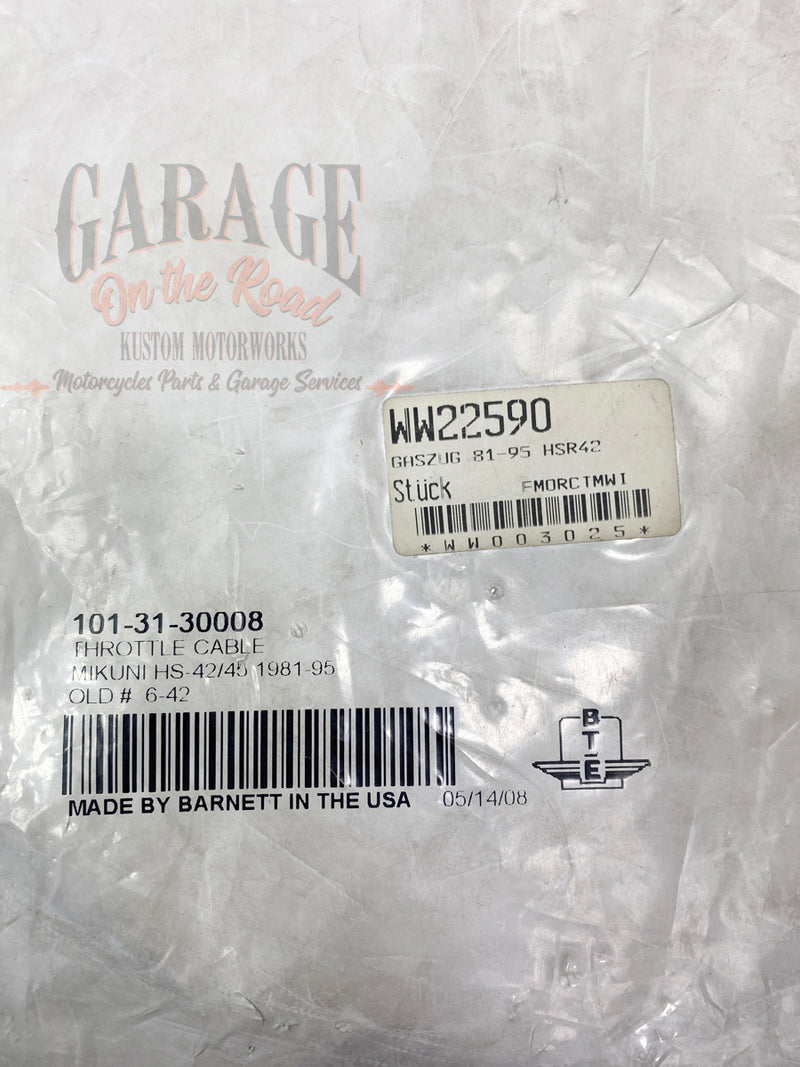 GARAGE
On the Road
KUSTOM MOTORWORKS
Motorcycles Parts & Garage Services
WW22590
GASZUG 81-95 HSR42
Stück FMORCTMWI
*WW003025*
101-31-30008
THROTTLE CABLE
MIKUNI HS-42/45 1981-95
OLD # 6-42
MADE BY BARNETT IN THE USA 05/14/08
B
T
E